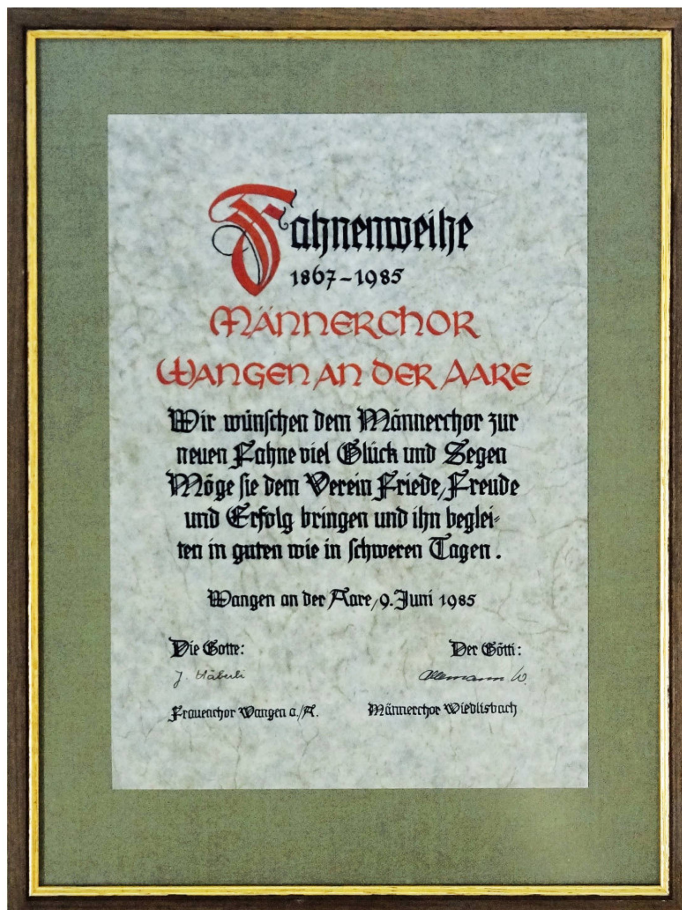 Fahnenweihe
1867–1985
MÄNNERCHOR
WANGEN AN DER AARE
Wir wünschen dem Männerchor zur
neuen Fahne viel Glück und Segen
Möge sie dem Verein Friede, Freude
und Erfolg bringen und ihn beglei-
ten in guten wie in schweren Tagen.
Wangen an der Aare, 9. Juni 1985
Die Gotte: Der Götti:
J. Allemann W.
Frauenchor Wangen a./A. Männerchor Wiedlisbach